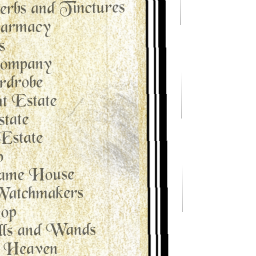 erbs and Tinctures
armacy
s
ompany
rdrobe
t Estate
state
Estate
ame House
Watchmakers
op
lls and Wands
Heaven